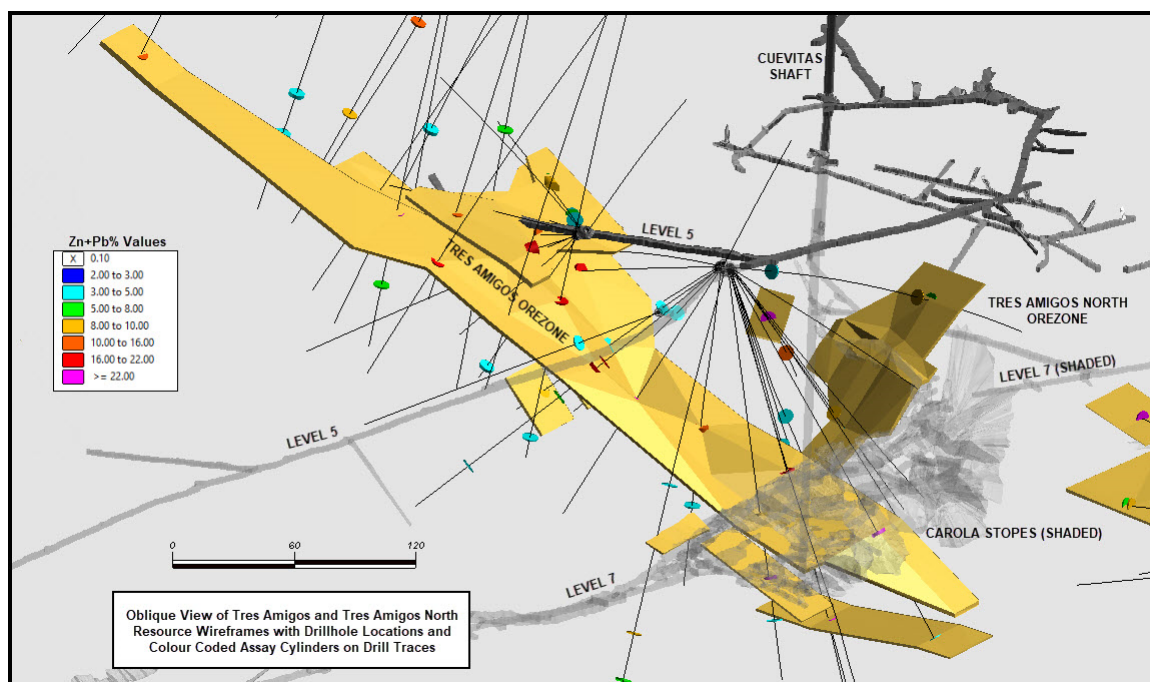 CUEVITAS
SHAFT
LEVEL 5
TRES AMIGOS OREZONE
Zn+Pb% Values
X 0.10
2.00 to 3.00
3.00 to 5.00
5.00 to 8.00
8.00 to 10.00
10.00 to 16.00
16.00 to 22.00
>= 22.00
TRES AMIGOS NORTH
OREZONE
LEVEL 7 (SHADED)
LEVEL 5
CAROLA STOPES (SHADED)
0 60 120
LEVEL 7
Oblique View of Tres Amigos and Tres Amigos North
Resource Wireframes with Drillhole Locations and
Colour Coded Assay Cylinders on Drill Traces